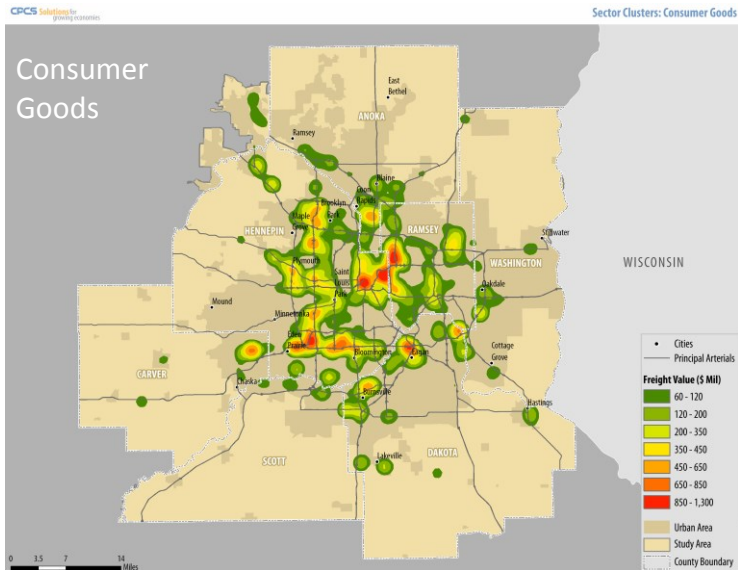 CPCS Solutions for
growing economies
Sector Clusters: Consumer Goods
Consumer
Goods
East
Bethel
ANOKA
Ramsey
Blaine
Coon
Rapids
Brooklyn
Park
Maple
Grove
HENNEPIN
RAMSEY
Stillwater
WASHINGTON
Plymouth
WISCONSIN
Saint
Louis
Park
Oakdale
Mound
Minnetonka
Eden
Prairie
Bloomington
Eagan
Cottage
Grove
CARVER
Chaska
Burnsville
Hastings
SCOTT
DAKOTA
Lakeville
Cities
Principal Arterials
Freight Value ($ Mil)
60 - 120
120 - 200
200 - 350
350 - 450
450 - 650
650 - 850
850 - 1,300
Urban Area
Study Area
County Boundary
0 3.5 7 14
Miles